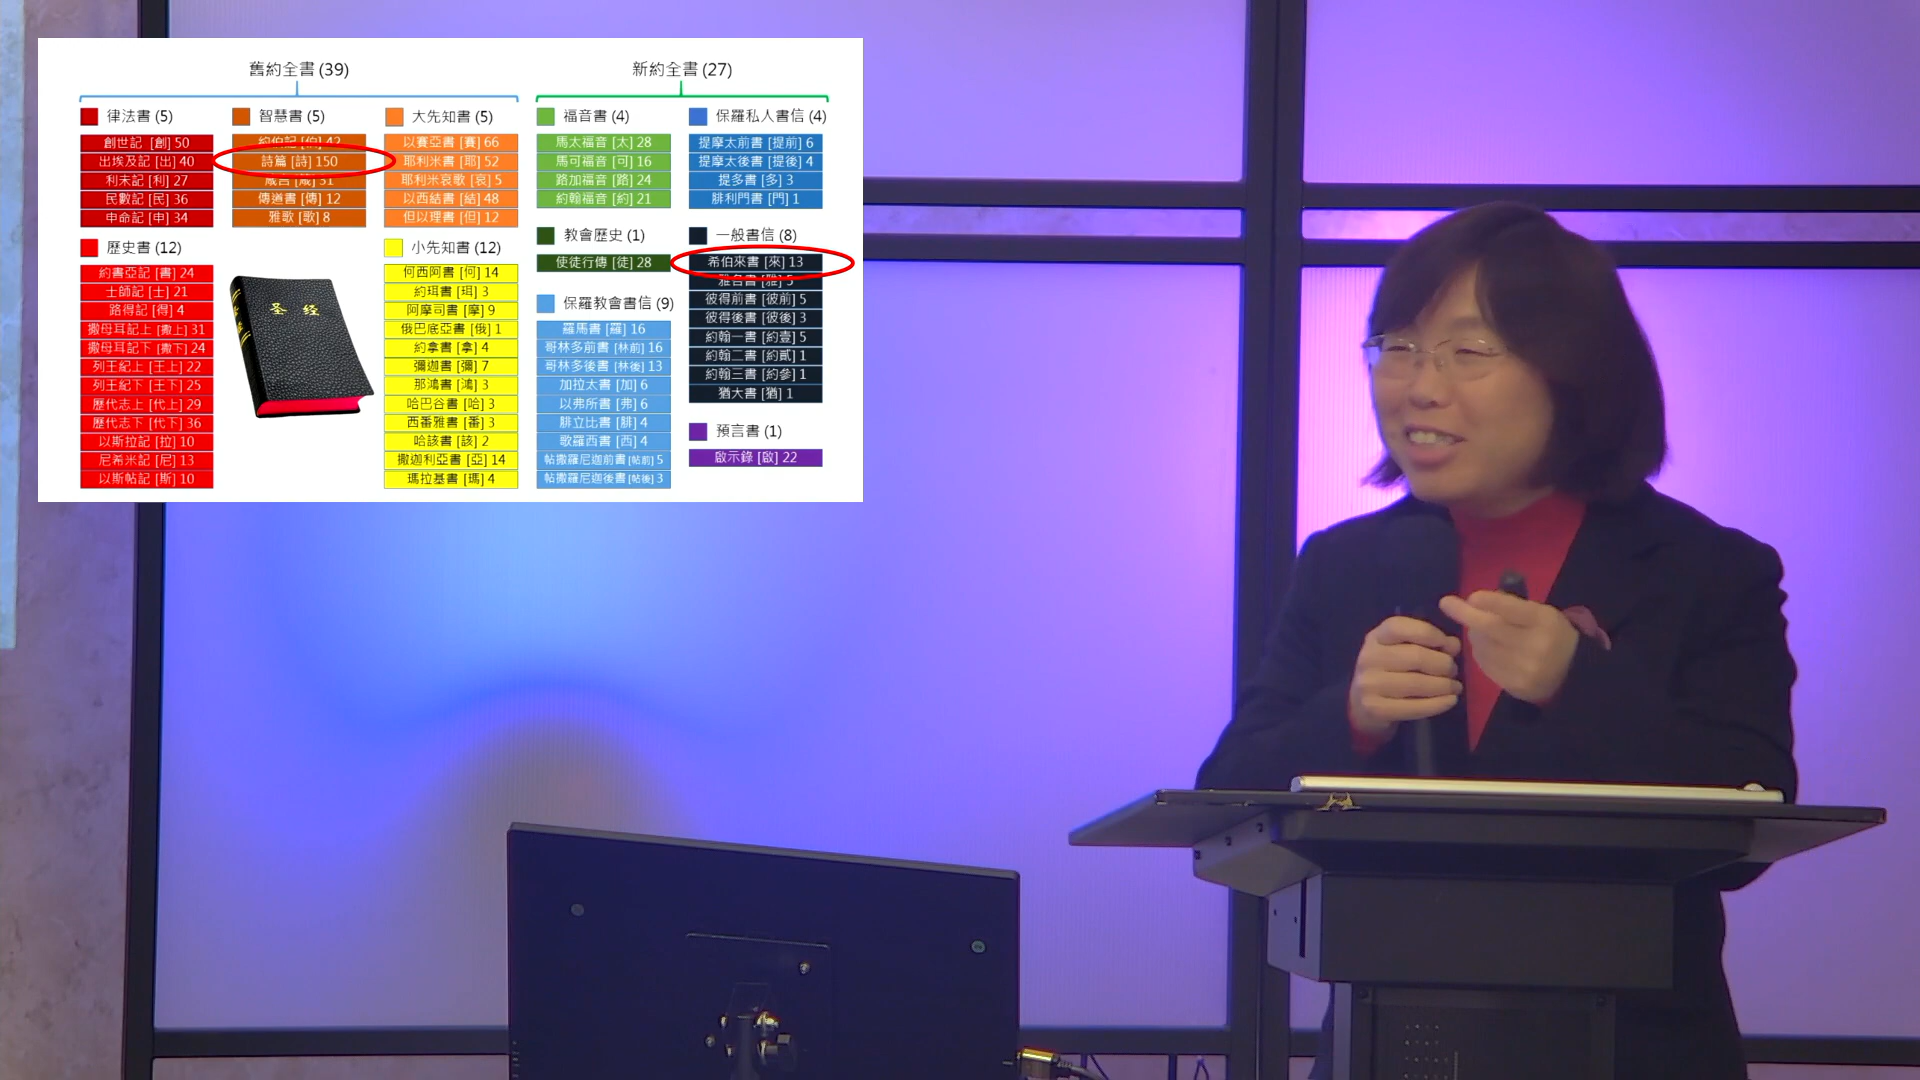 舊約全書 (39)
律法書 (5)
創世記 [創] 50
出埃及記 [出] 40
利未記 [利] 27
民數記 [民] 36
申命記 [申] 34
歷史書 (12)
約書亞記 [書] 24
士師記 [士] 21
路得記 [得] 4
撒母耳記上 [撒上] 31
撒母耳記下 [撒下] 24
列王紀上 [王上] 22
列王紀下 [王下] 25
歷代志上 [代上] 29
歷代志下 [代下] 36
以斯拉記 [拉] 10
尼希米記 [尼] 13
以斯帖記 [斯] 10
智慧書 (5)
約伯記 [伯] 42
詩篇 [詩] 150
箴言 [箴] 31
傳道書 [傳] 12
雅歌 [歌] 8
圣 经
大先知書 (5)
以賽亞書 [賽] 66
耶利米書 [耶] 52
耶利米哀歌 [哀] 5
以西結書 [結] 48
但以理書 [但] 12
小先知書 (12)
何西阿書 [何] 14
約珥書 [珥] 3
阿摩司書 [摩] 9
俄巴底亞書 [俄] 1
約拿書 [拿] 4
彌迦書 [彌] 7
那鴻書 [鴻] 3
哈巴谷書 [哈] 3
西番雅書 [番] 3
哈該書 [該] 2
撒迦利亞書 [亞] 14
瑪拉基書 [瑪] 4
新約全書 (27)
福音書 (4)
馬太福音 [太] 28
馬可福音 [可] 16
路加福音 [路] 24
約翰福音 [約] 21
教會歷史 (1)
使徒行傳 [徒] 28
保羅教會書信 (9)
羅馬書 [羅] 16
哥林多前書 [林前] 16
哥林多後書 [林後] 13
加拉太書 [加] 6
以弗所書 [弗] 6
腓立比書 [腓] 4
歌羅西書 [西] 4
帖撒羅尼迦前書 [帖前] 5
帖撒羅尼迦後書 [帖後] 3
保羅私人書信 (4)
提摩太前書 [提前] 6
提摩太後書 [提後] 4
提多書 [多] 3
腓利門書 [門] 1
一般書信 (8)
希伯來書 [來] 13
雅各書 [雅] 5
彼得前書 [彼前] 5
彼得後書 [彼後] 3
約翰一書 [約壹] 5
約翰二書 [約貳] 1
約翰三書 [約參] 1
猶大書 [猶] 1
預言書 (1)
啟示錄 [啟] 22